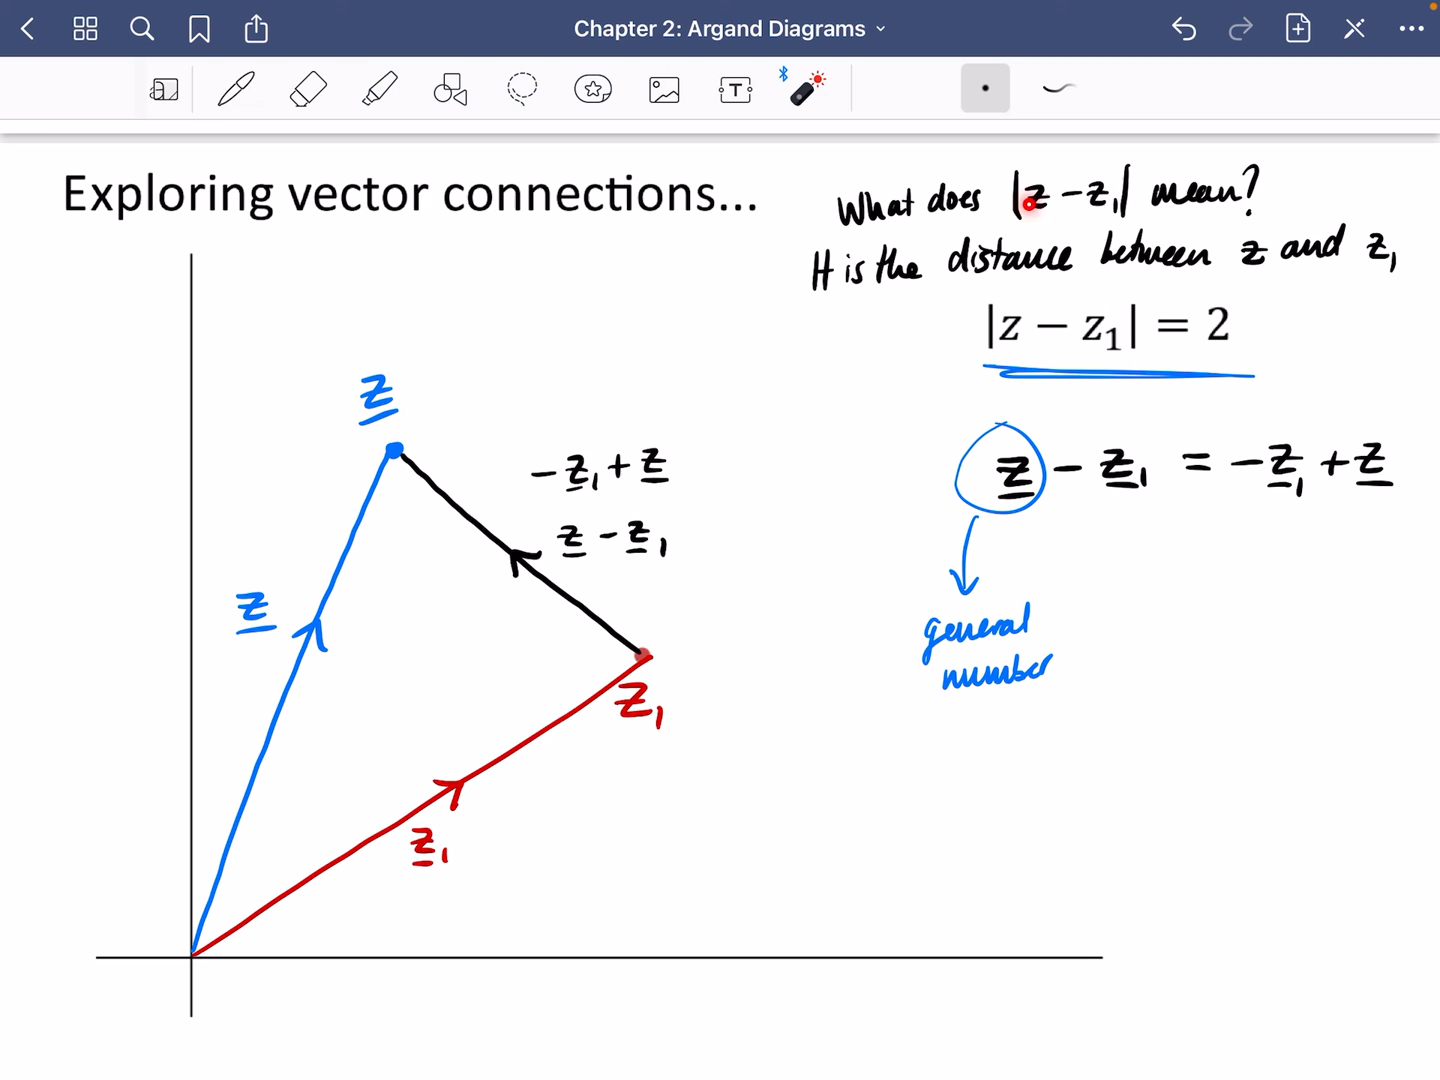 Chapter 2: Argand Diagrams
Exploring vector connections...
What does |z - z₁| mean?
It is the distance between z and z₁
|z − z₁| = 2
z
-z₁ + z
z - z₁ = -z₁ + z
z - z₁
z
general
number
z₁
z₁